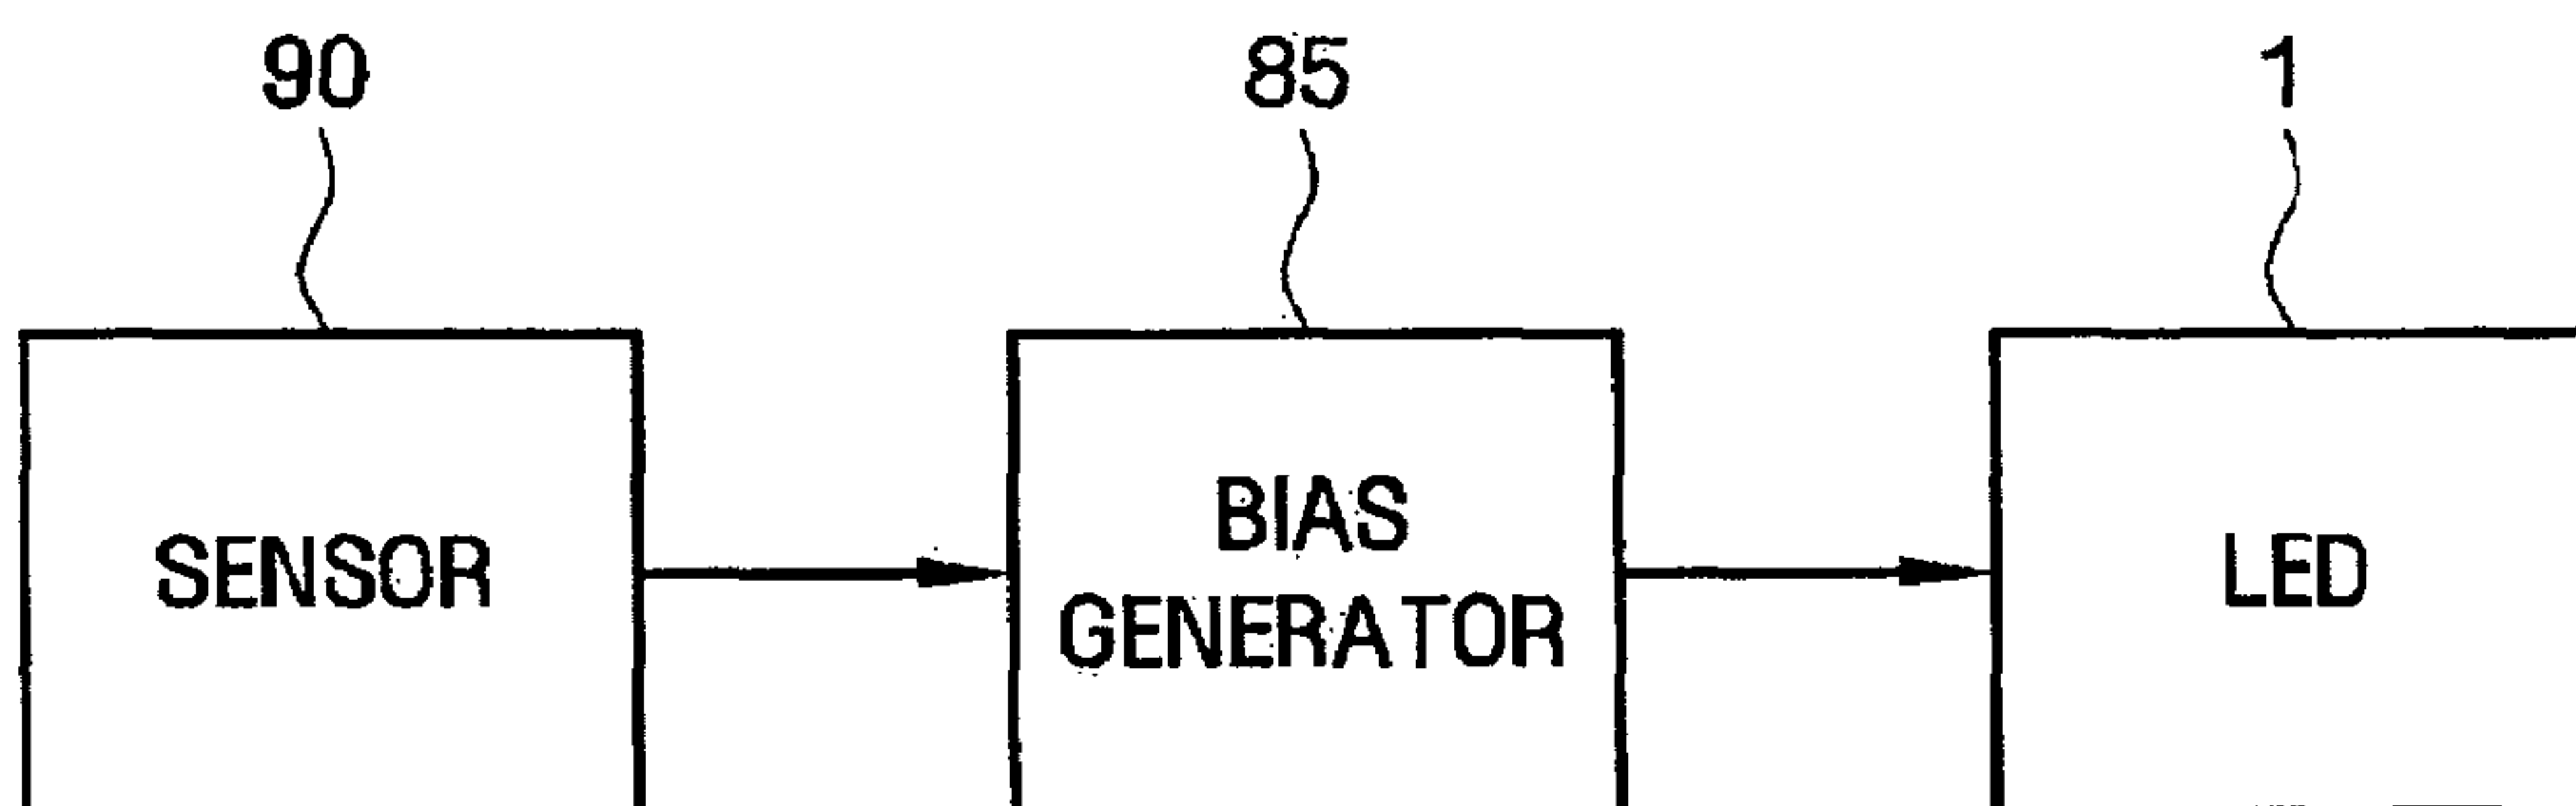 90
85
1
SENSOR
BIAS
GENERATOR
LED